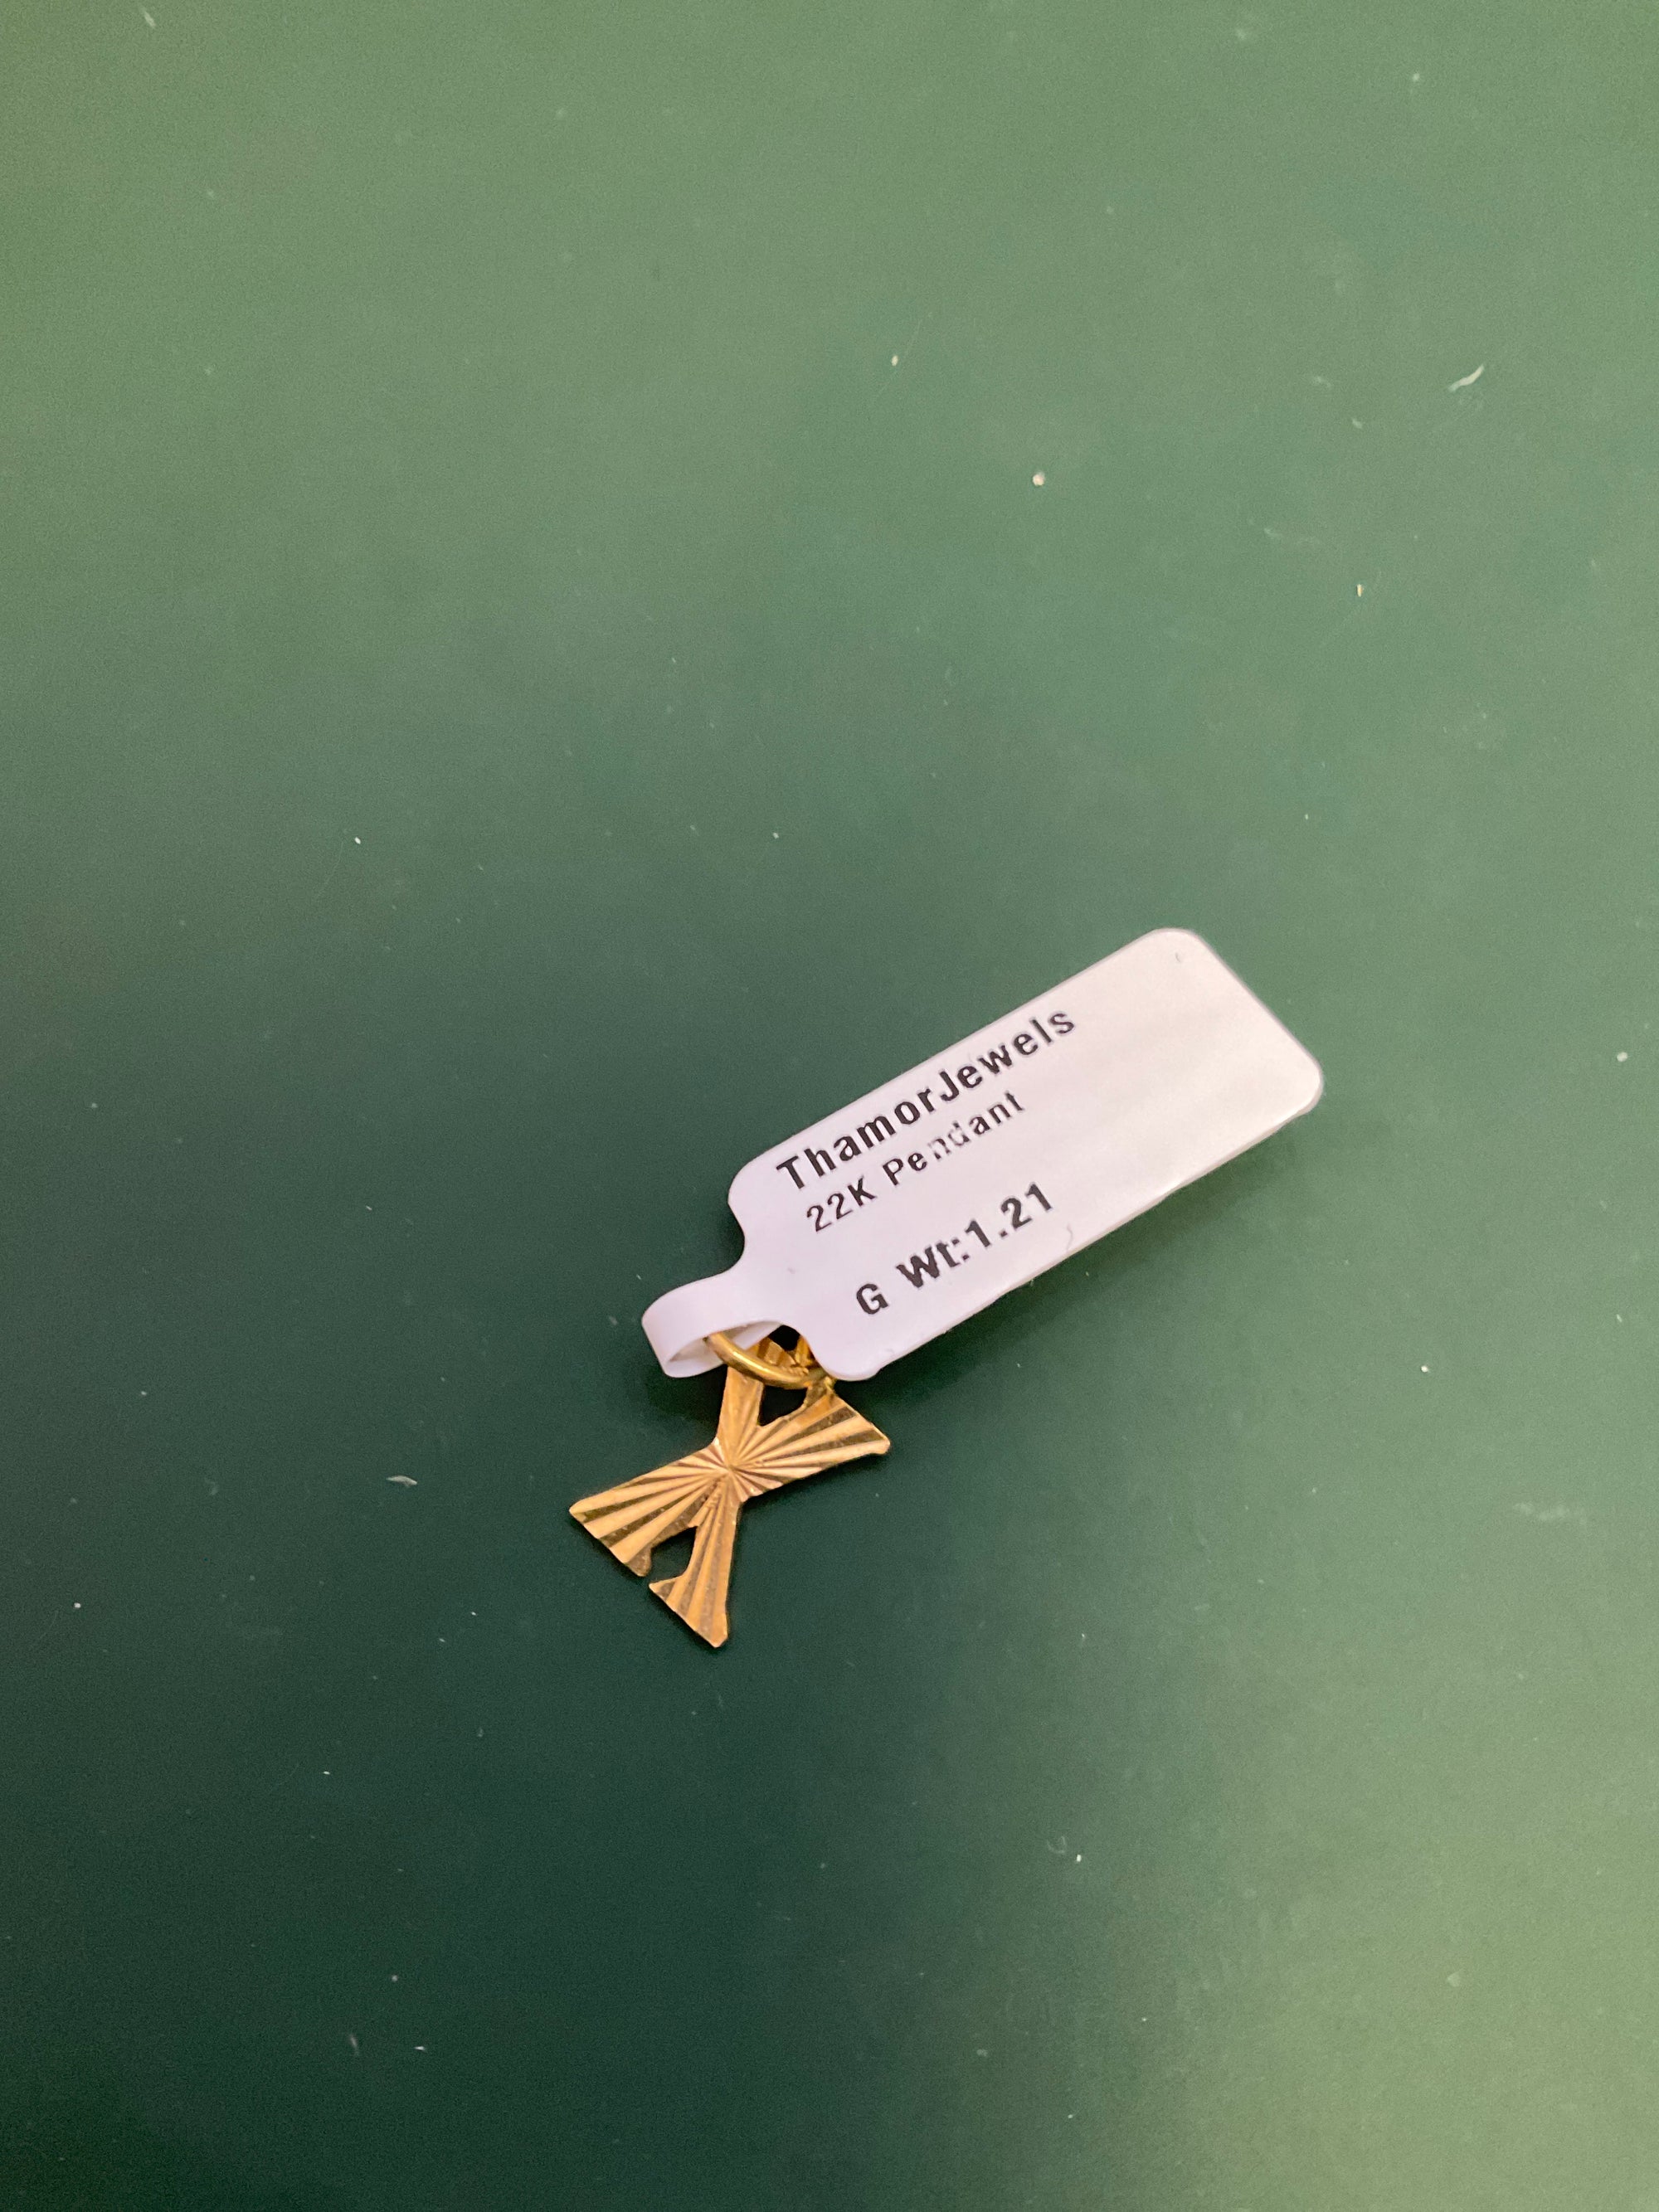 ThamorJewels
22K Pendant
G Wt:1.21